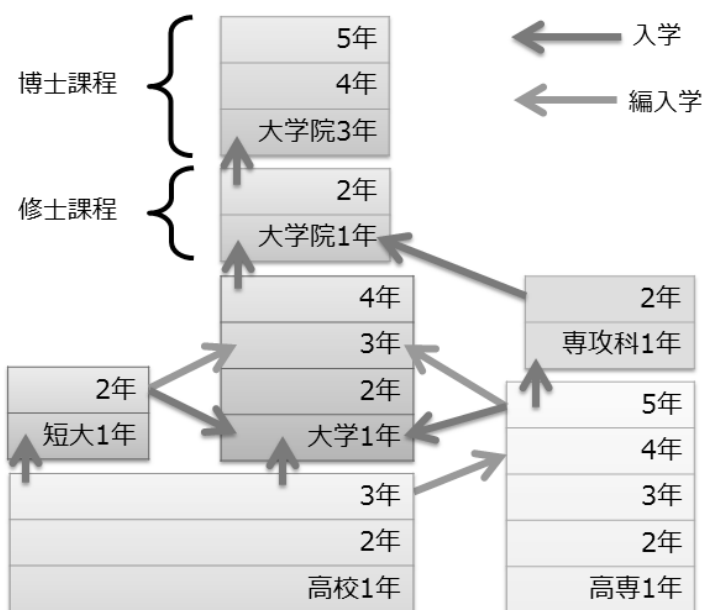 5年
4年
大学院3年
博士課程
2年
大学院1年
修士課程
入学
編入学
4年
3年
2年
大学1年
2年
専攻科1年
2年
短大1年
3年
2年
高校1年
5年
4年
3年
2年
高専1年